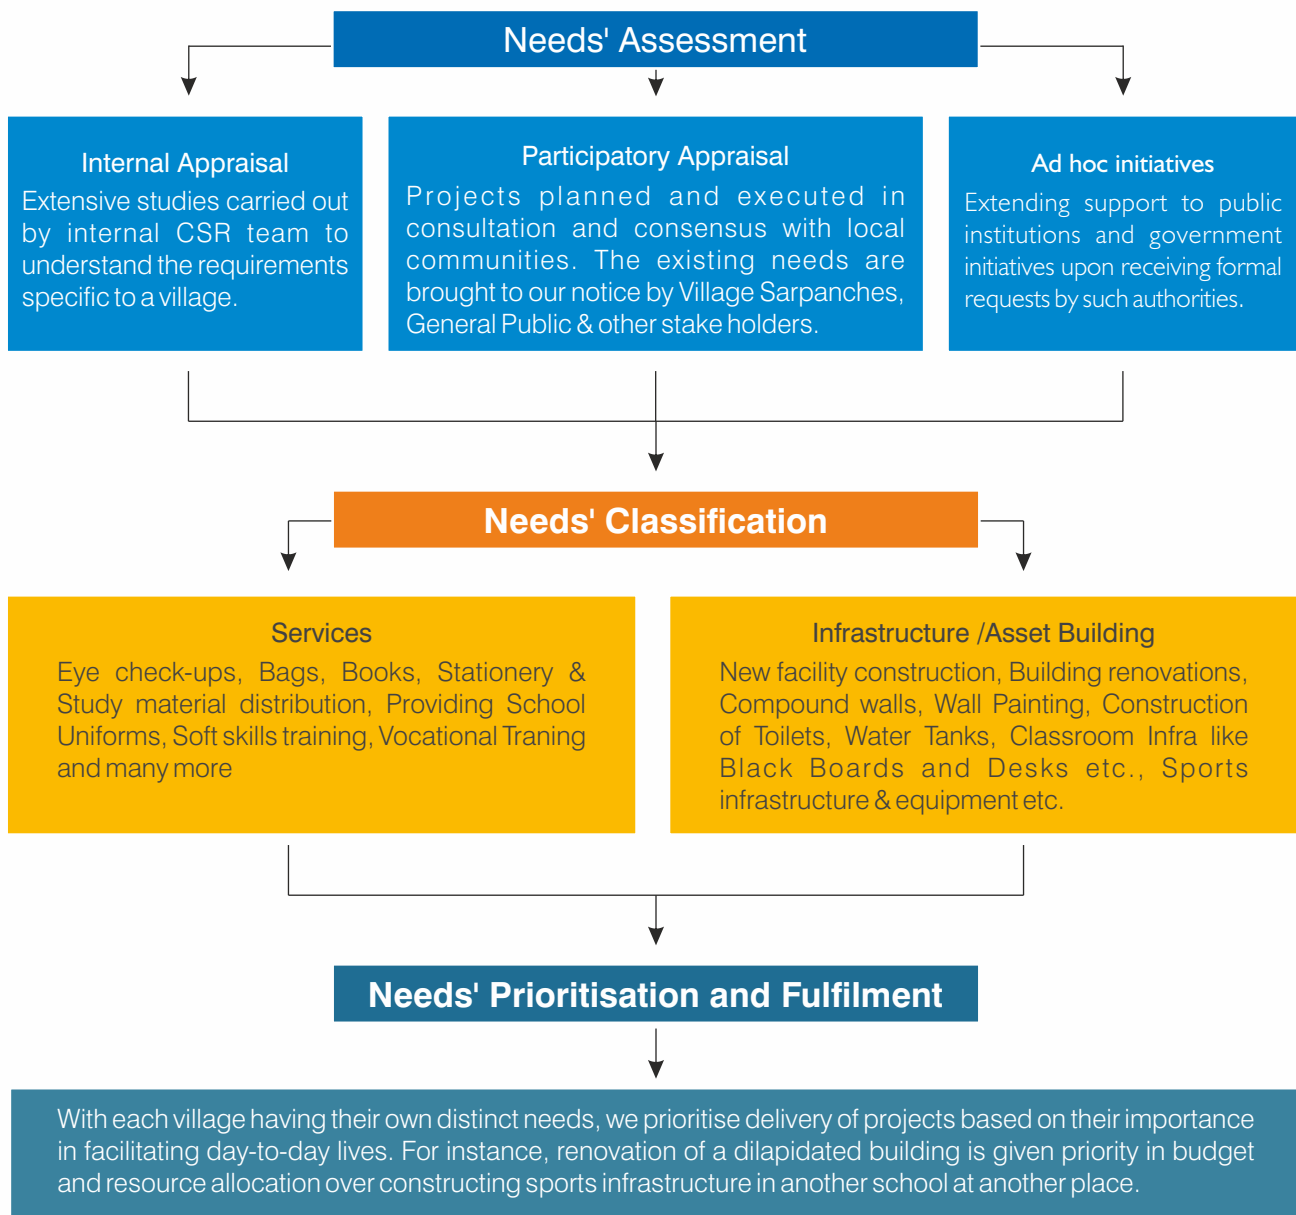 Needs' Assessment
Internal Appraisal
Extensive studies carried out
by internal CSR team to
understand the requirements
specific to a village.
Participatory Appraisal
Projects planned and executed in
consultation and consensus with local
communities. The existing needs are
brought to our notice by Village Sarpanches,
General Public & other stake holders.
Ad hoc initiatives
Extending support to public
institutions and government
initiatives upon receiving formal
requests by such authorities.
Needs' Classification
Services
Eye check-ups, Bags, Books, Stationery &
Study material distribution, Providing School
Uniforms, Soft skills training, Vocational Traning
and many more
Infrastructure /Asset Building
New facility construction, Building renovations,
Compound walls, Wall Painting, Construction
of Toilets, Water Tanks, Classroom Infra like
Black Boards and Desks etc., Sports
infrastructure & equipment etc.
Needs' Prioritisation and Fulfilment
With each village having their own distinct needs, we prioritise delivery of projects based on their importance
in facilitating day-to-day lives. For instance, renovation of a dilapidated building is given priority in budget
and resource allocation over constructing sports infrastructure in another school at another place.